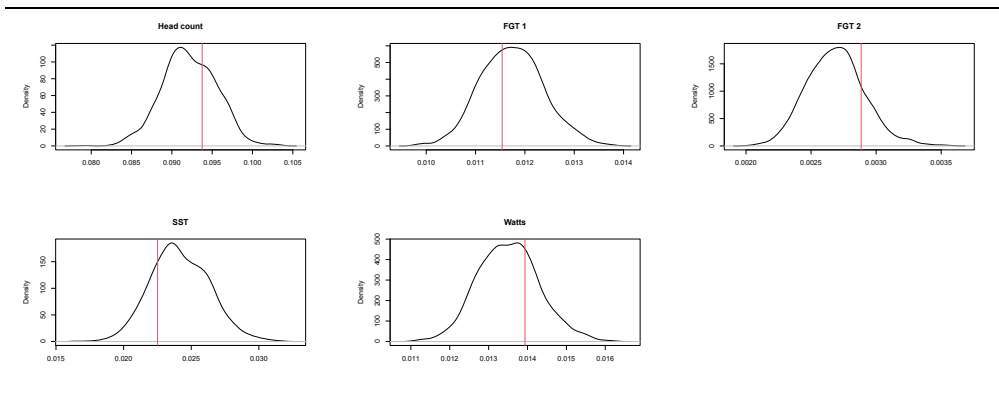 Head count
FGT 1
FGT 2
Density
0 20 40 60 80 100
0.080 0.085 0.090 0.095 0.100 0.105
Density
0 100 300 500
0.010 0.011 0.012 0.013 0.014
Density
0 500 1000 1500
0.0020 0.0025 0.0030 0.0035
SST
Watts
Density
0 50 100 150
0.015 0.020 0.025 0.030
Density
0 100 200 300 400 500
0.011 0.012 0.013 0.014 0.015 0.016